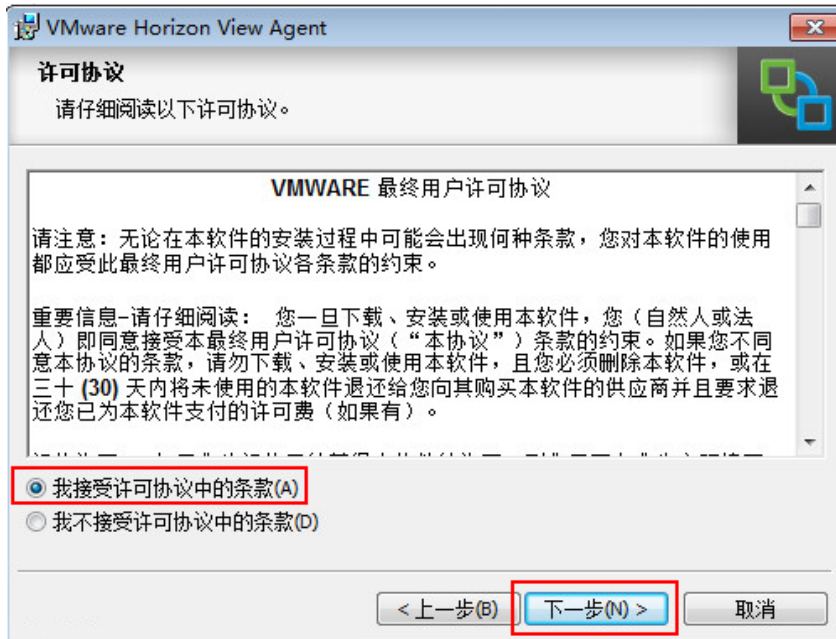 VMware Horizon View Agent
许可协议
请仔细阅读以下许可协议。
VMWARE 最终用户许可协议
请注意：无论在本软件的安装过程中可能会出现何种条款，您对本软件的使用
都应受此最终用户许可协议各条款的约束。
重要信息-请仔细阅读： 您一旦下载、安装或使用本软件，您（自然人或法
人）即同意接受本最终用户许可协议（“本协议”）条款的约束。如果您不同
意本协议的条款，请勿下载、安装或使用本软件，且您必须删除本软件，或在
三十 (30) 天内将未使用的本软件退还给您向其购买本软件的供应商并且要求退
还您已为本软件支付的许可费（如果有）。
我接受许可协议中的条款(A)
我不接受许可协议中的条款(D)
< 上一步(B)
下一步(N) >
取消